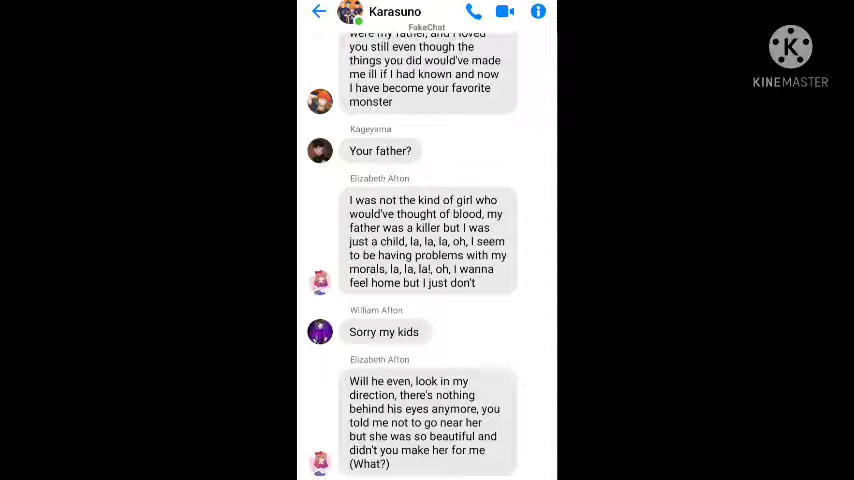 Karasuno
FakeChat
were my father, and I loved
you still even though the
things you did would've made
me ill if I had known and now
I have become your favorite
monster
Kageyama
Your father?
Elizabeth Afton
I was not the kind of girl who
would've thought of blood, my
father was a killer but I was
just a child, la, la, la, oh, I seem
to be having problems with my
morals, la, la, la!, oh, I wanna
feel home but I just don't
William Afton
Sorry my kids
Elizabeth Afton
Will he even, look in my
direction, there's nothing
behind his eyes anymore, you
told me not to go near her
but she was so beautiful and
didn't you make her for me
(What?)
K
KINEMASTER